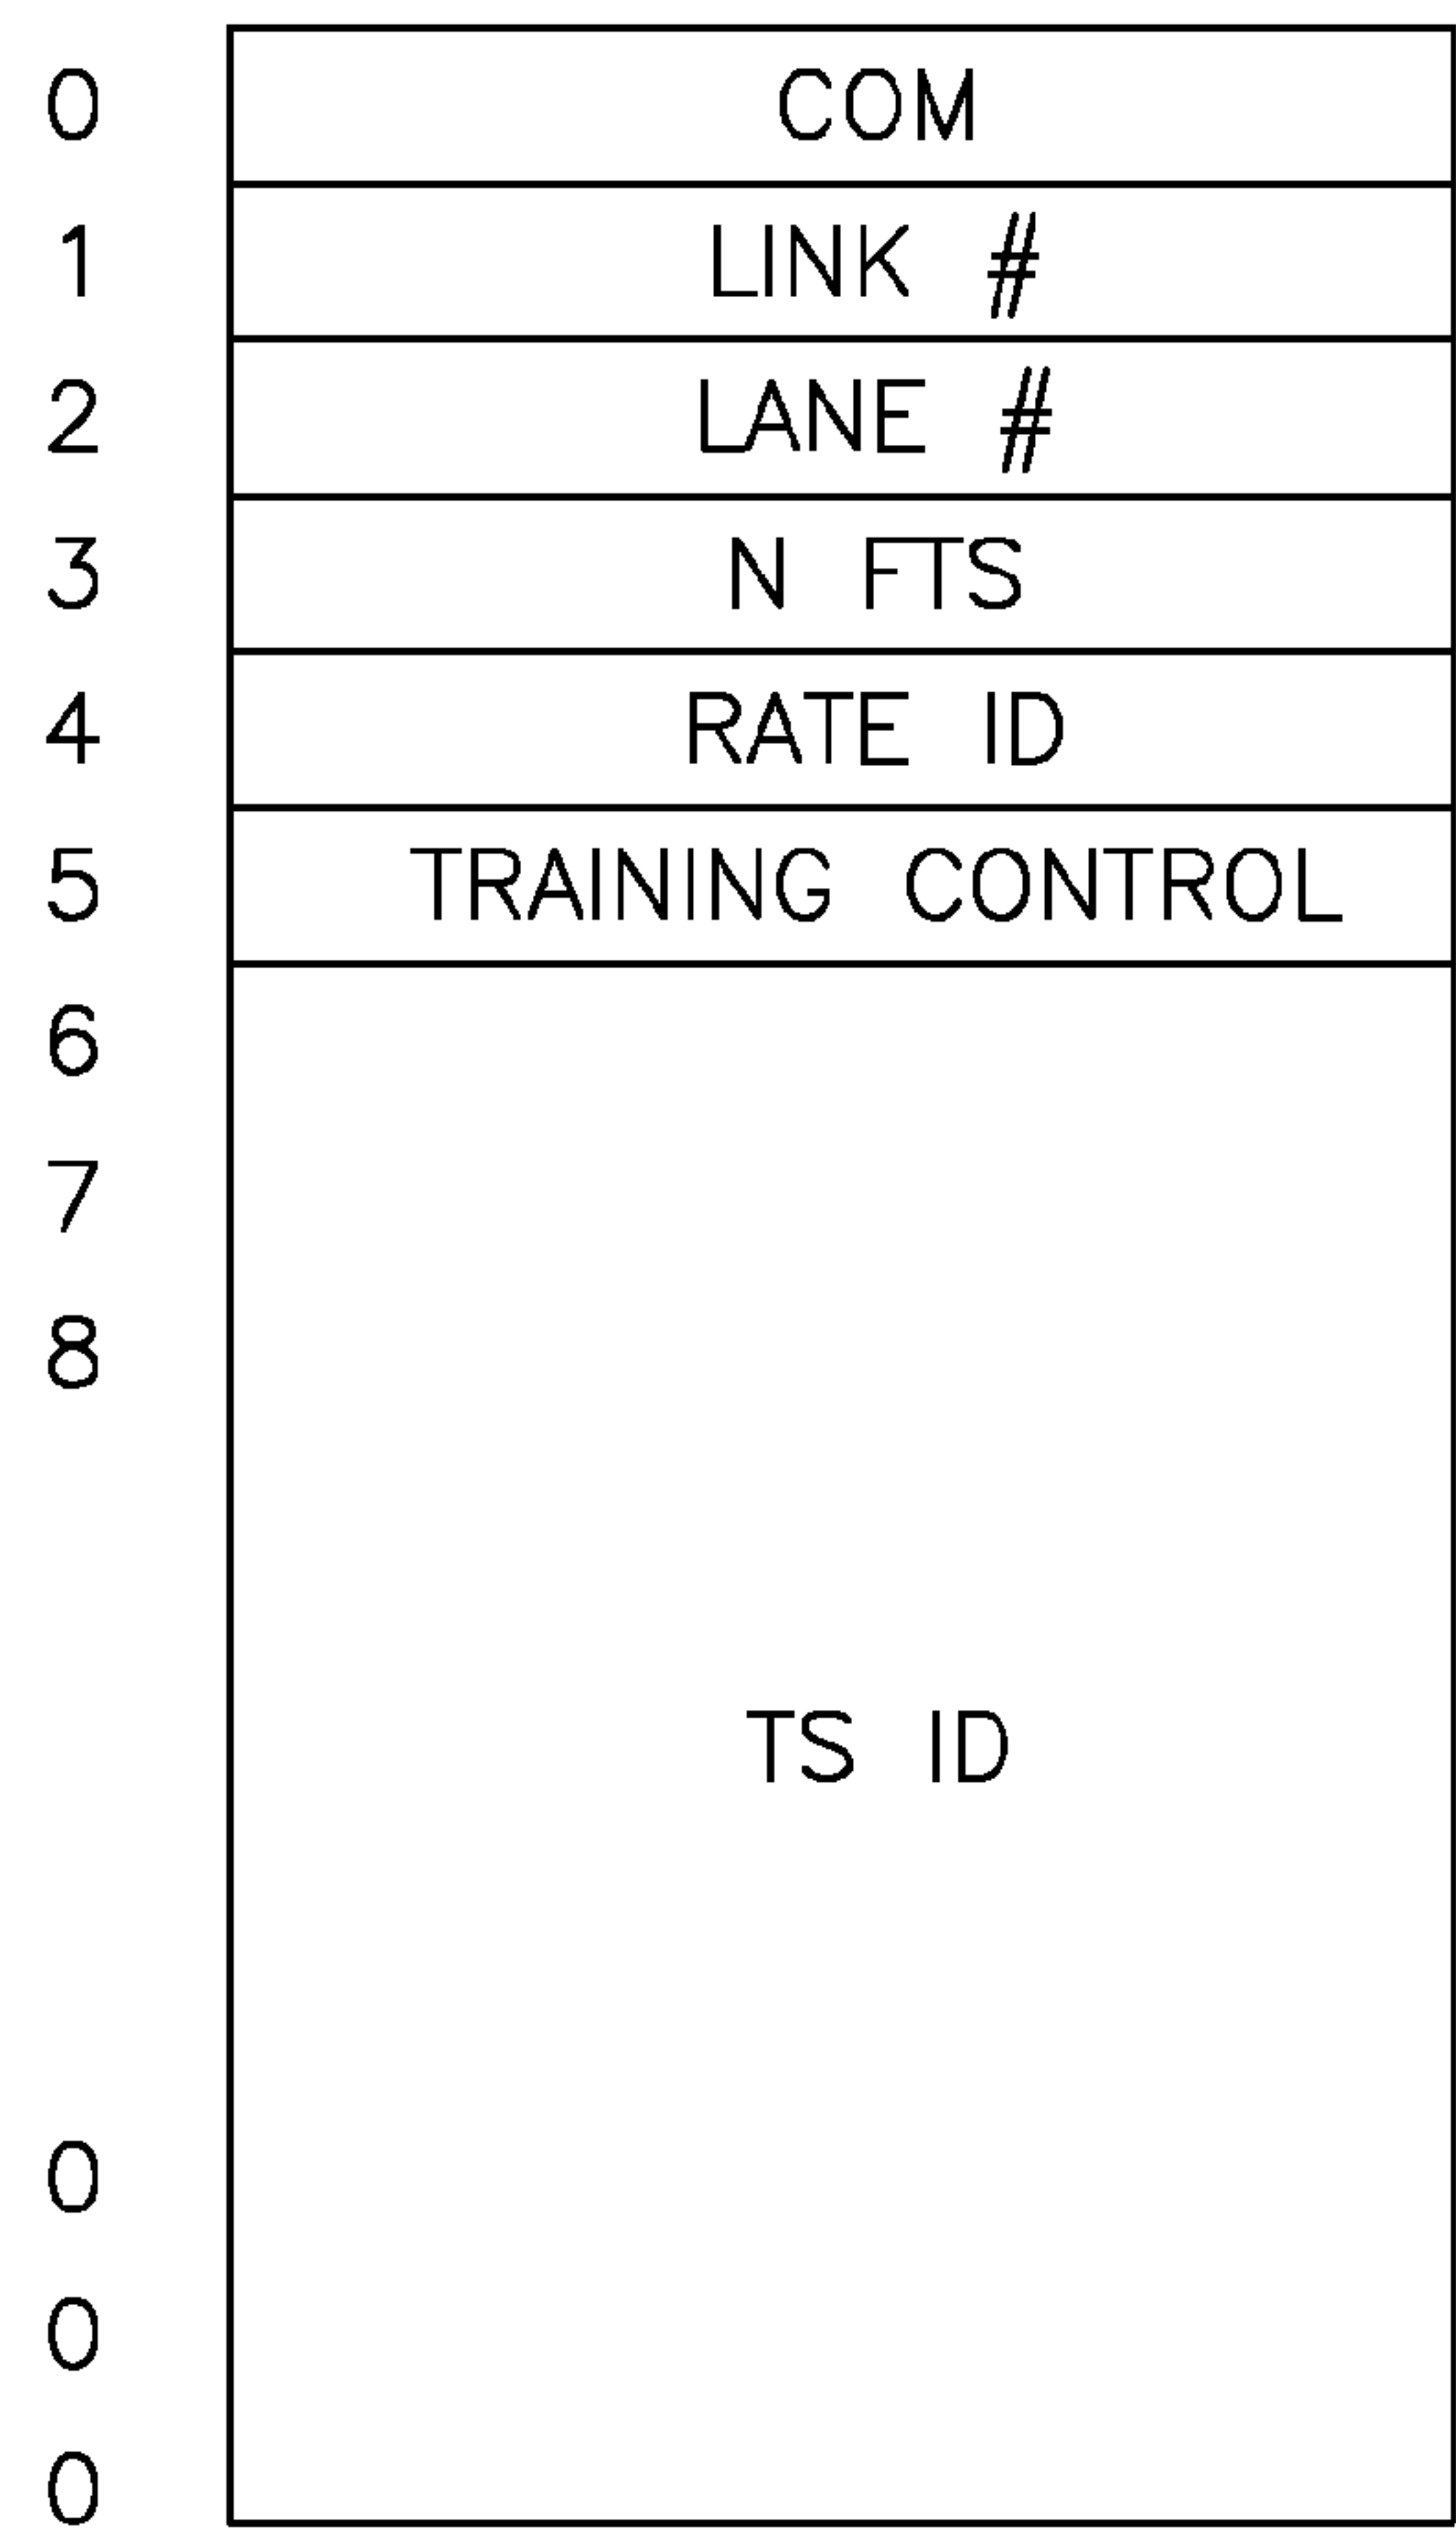 0 COM
1 LINK #
2 LANE #
3 N FTS
4 RATE ID
5 TRAINING CONTROL
6
7
8
TS ID
0
0
0